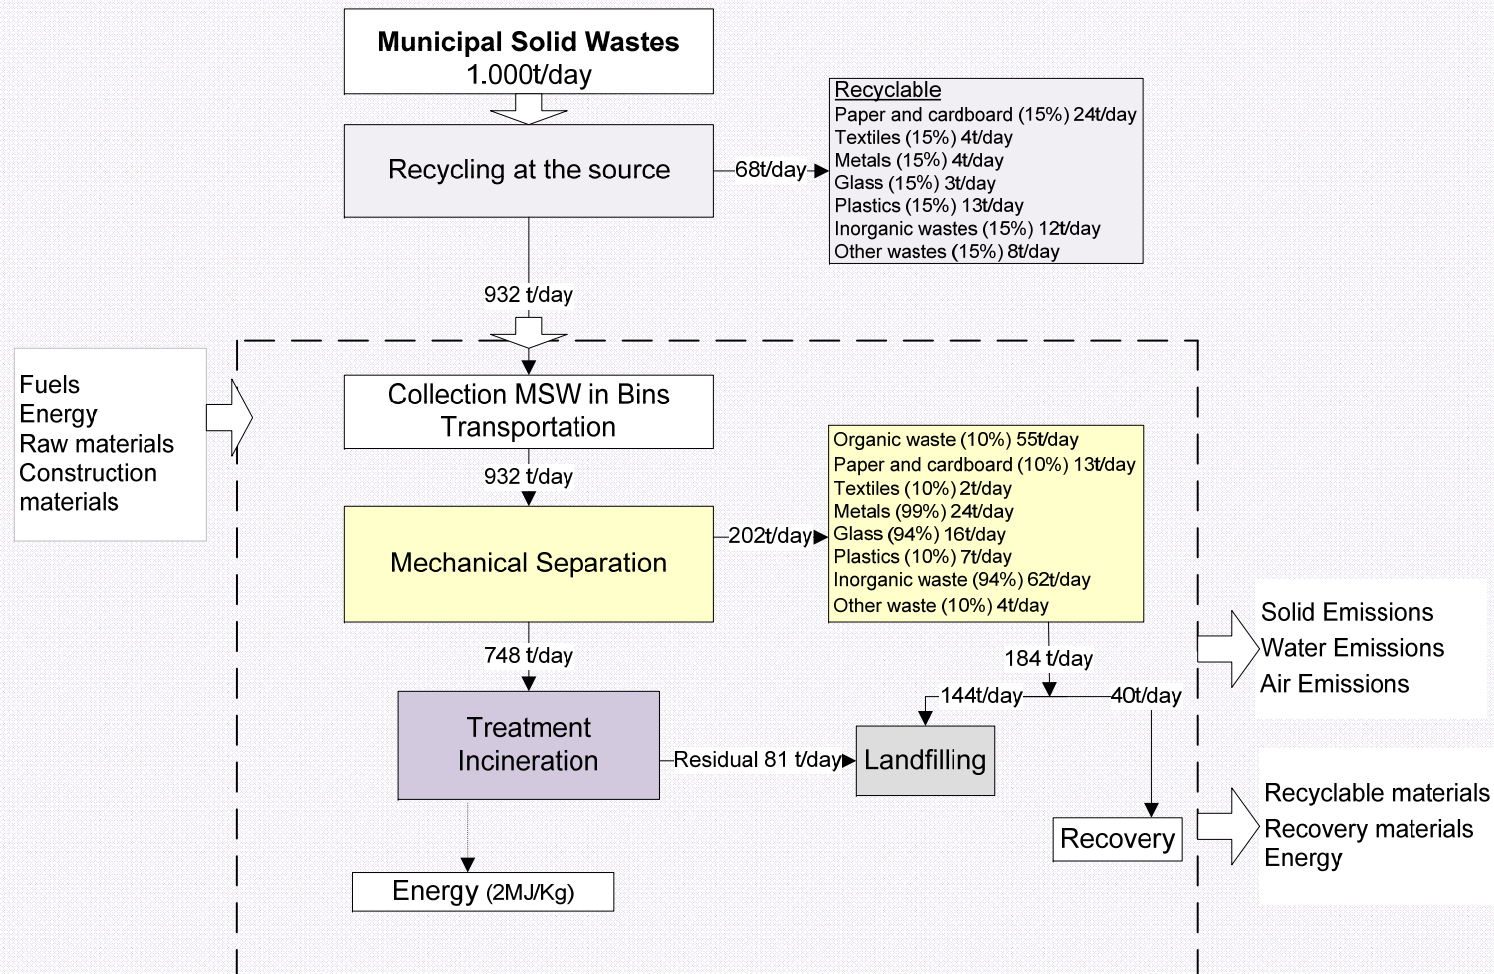 Municipal Solid Wastes
1.000t/day
Recycling at the source
68t/day
Recyclable
Paper and cardboard (15%) 24t/day
Textiles (15%) 4t/day
Metals (15%) 4t/day
Glass (15%) 3t/day
Plastics (15%) 13t/day
Inorganic wastes (15%) 12t/day
Other wastes (15%) 8t/day
932 t/day
Fuels
Energy
Raw materials
Construction
materials
Collection MSW in Bins
Transportation
932 t/day
Mechanical Separation
202t/day
Organic waste (10%) 55t/day
Paper and cardboard (10%) 13t/day
Textiles (10%) 2t/day
Metals (99%) 24t/day
Glass (94%) 16t/day
Plastics (10%) 7t/day
Inorganic waste (94%) 62t/day
Other waste (10%) 4t/day
748 t/day
184 t/day
144t/day
40t/day
Treatment
Incineration
Residual 81 t/day
Landfilling
Recovery
Energy (2MJ/Kg)
Solid Emissions
Water Emissions
Air Emissions
Recyclable materials
Recovery materials
Energy